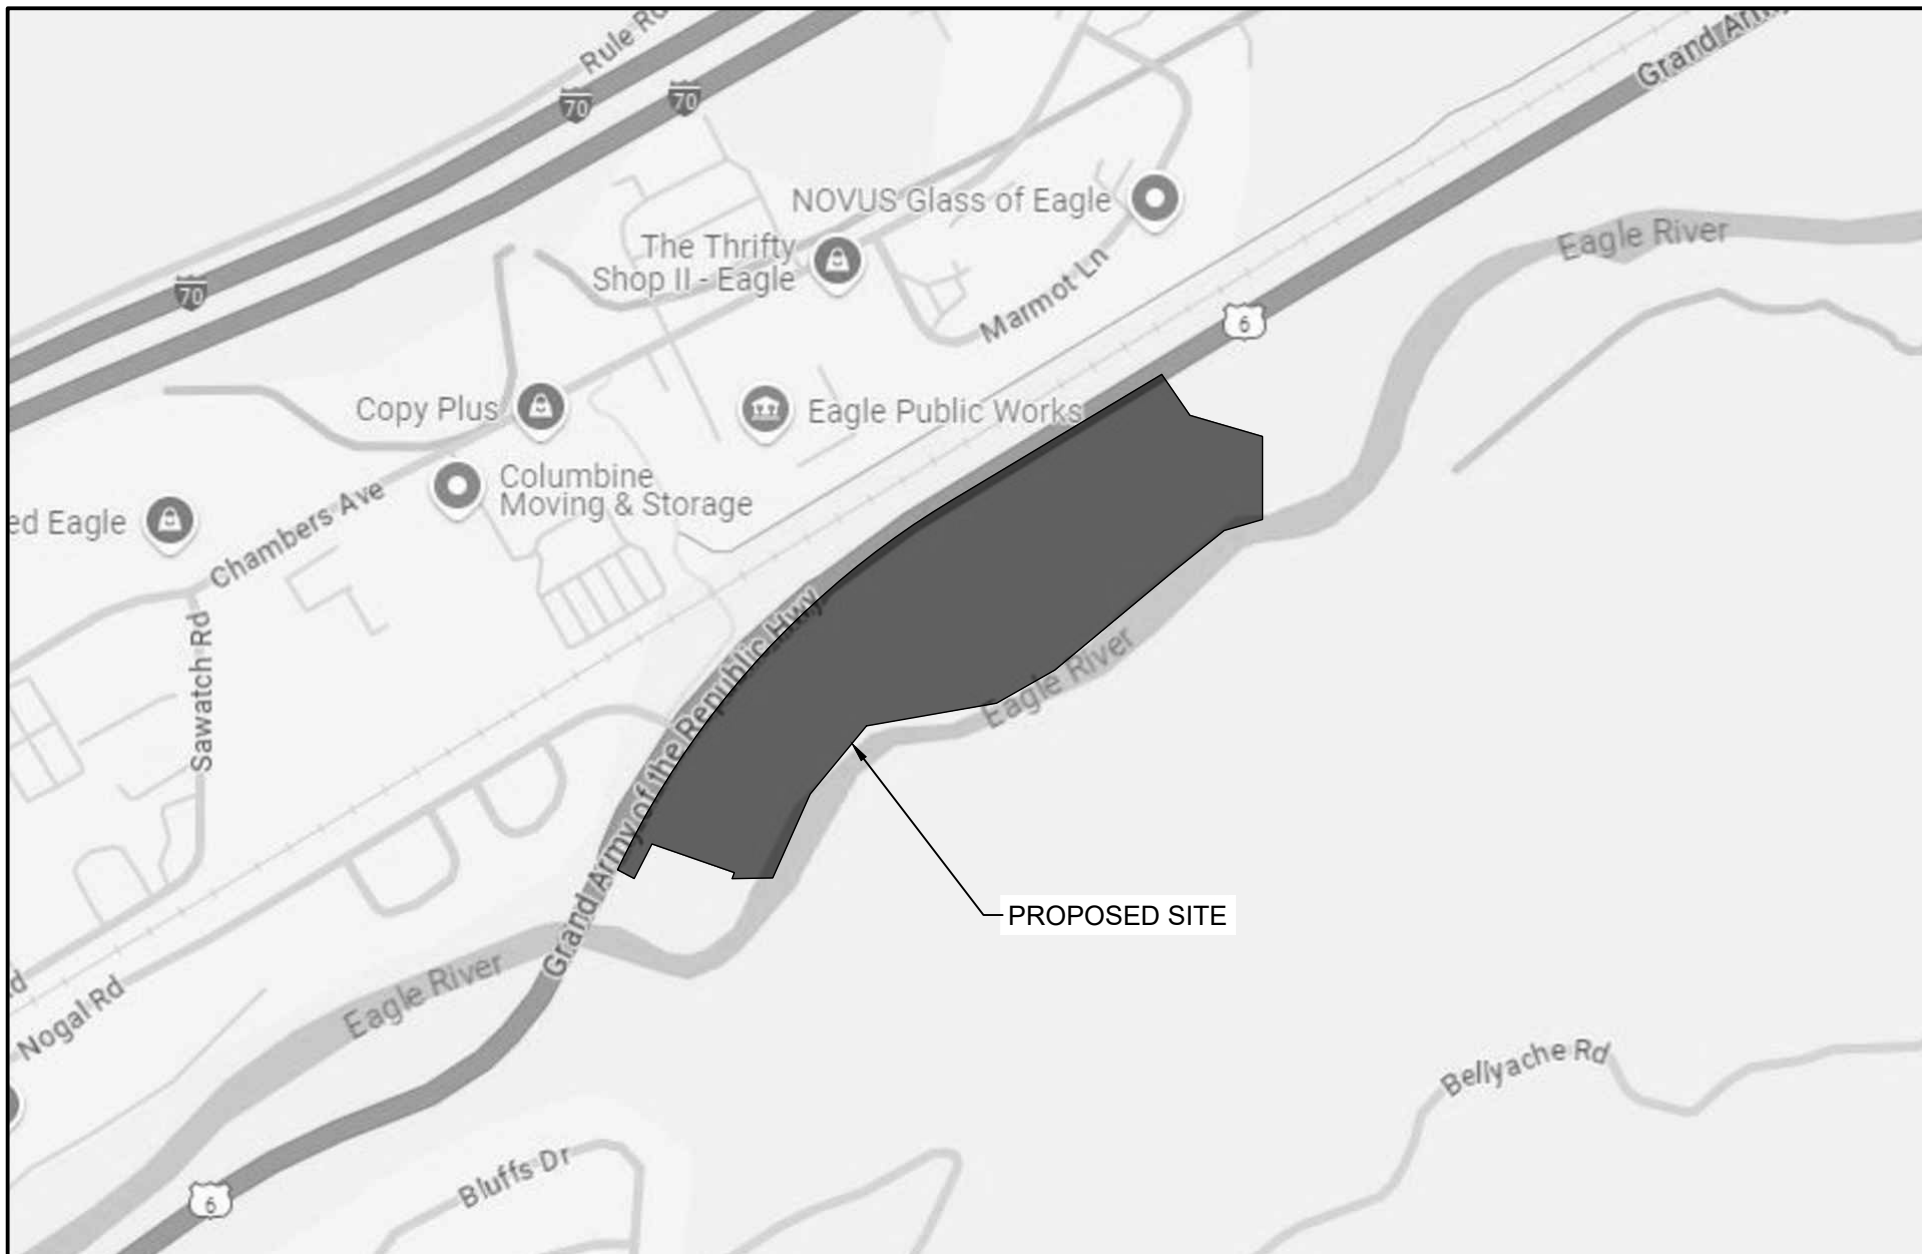 Rule Rd
Grand Army
70
70
NOVUS Glass of Eagle
Eagle River
The Thrifty
Shop II - Eagle
70
Marmot Ln
6
Copy Plus
Eagle Public Works
Columbine
Moving & Storage
ed Eagle
Chambers Ave
Grand Army of the Republic Hwy
Sawatch Rd
Eagle River
PROPOSED SITE
Eagle River
Nogal Rd
Bellyache Rd
Bluffs Dr
6